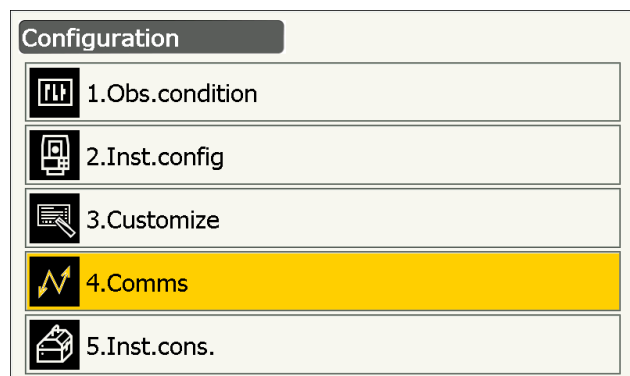 Configuration
1.Obs.condition
2.Inst.config
3.Customize
4.Comms
5.Inst.cons.